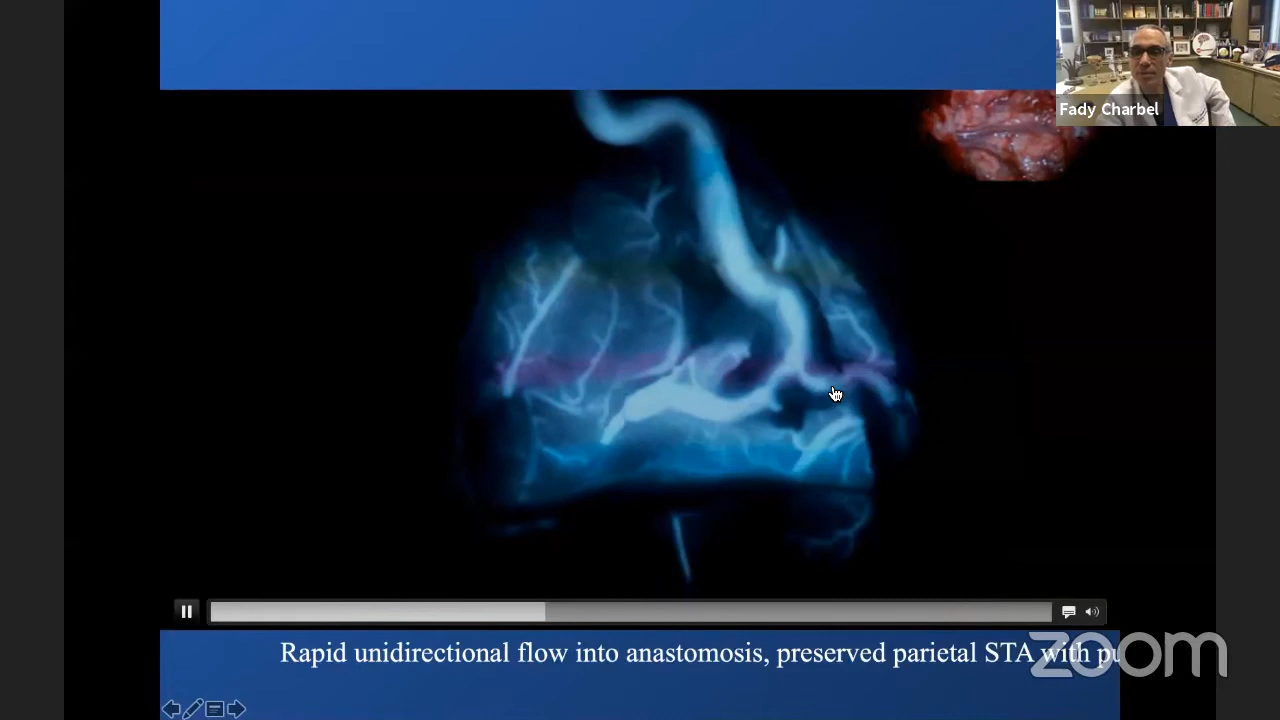 Fady Charbel
Rapid unidirectional flow into anastomosis, preserved parietal STA with
zoom